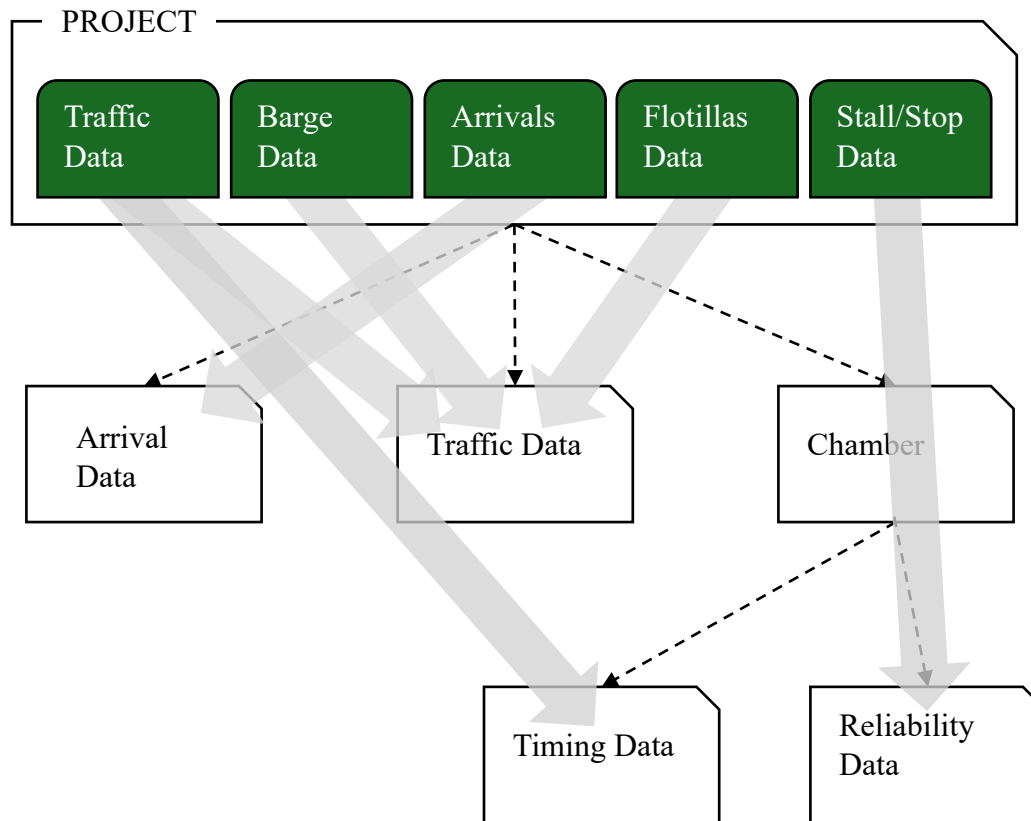 PROJECT
Traffic
Data
Barge
Data
Arrivals
Data
Flotillas
Data
Stall/Stop
Data
Arrival
Data
Traffic Data
Chamber
Timing Data
Reliability
Data